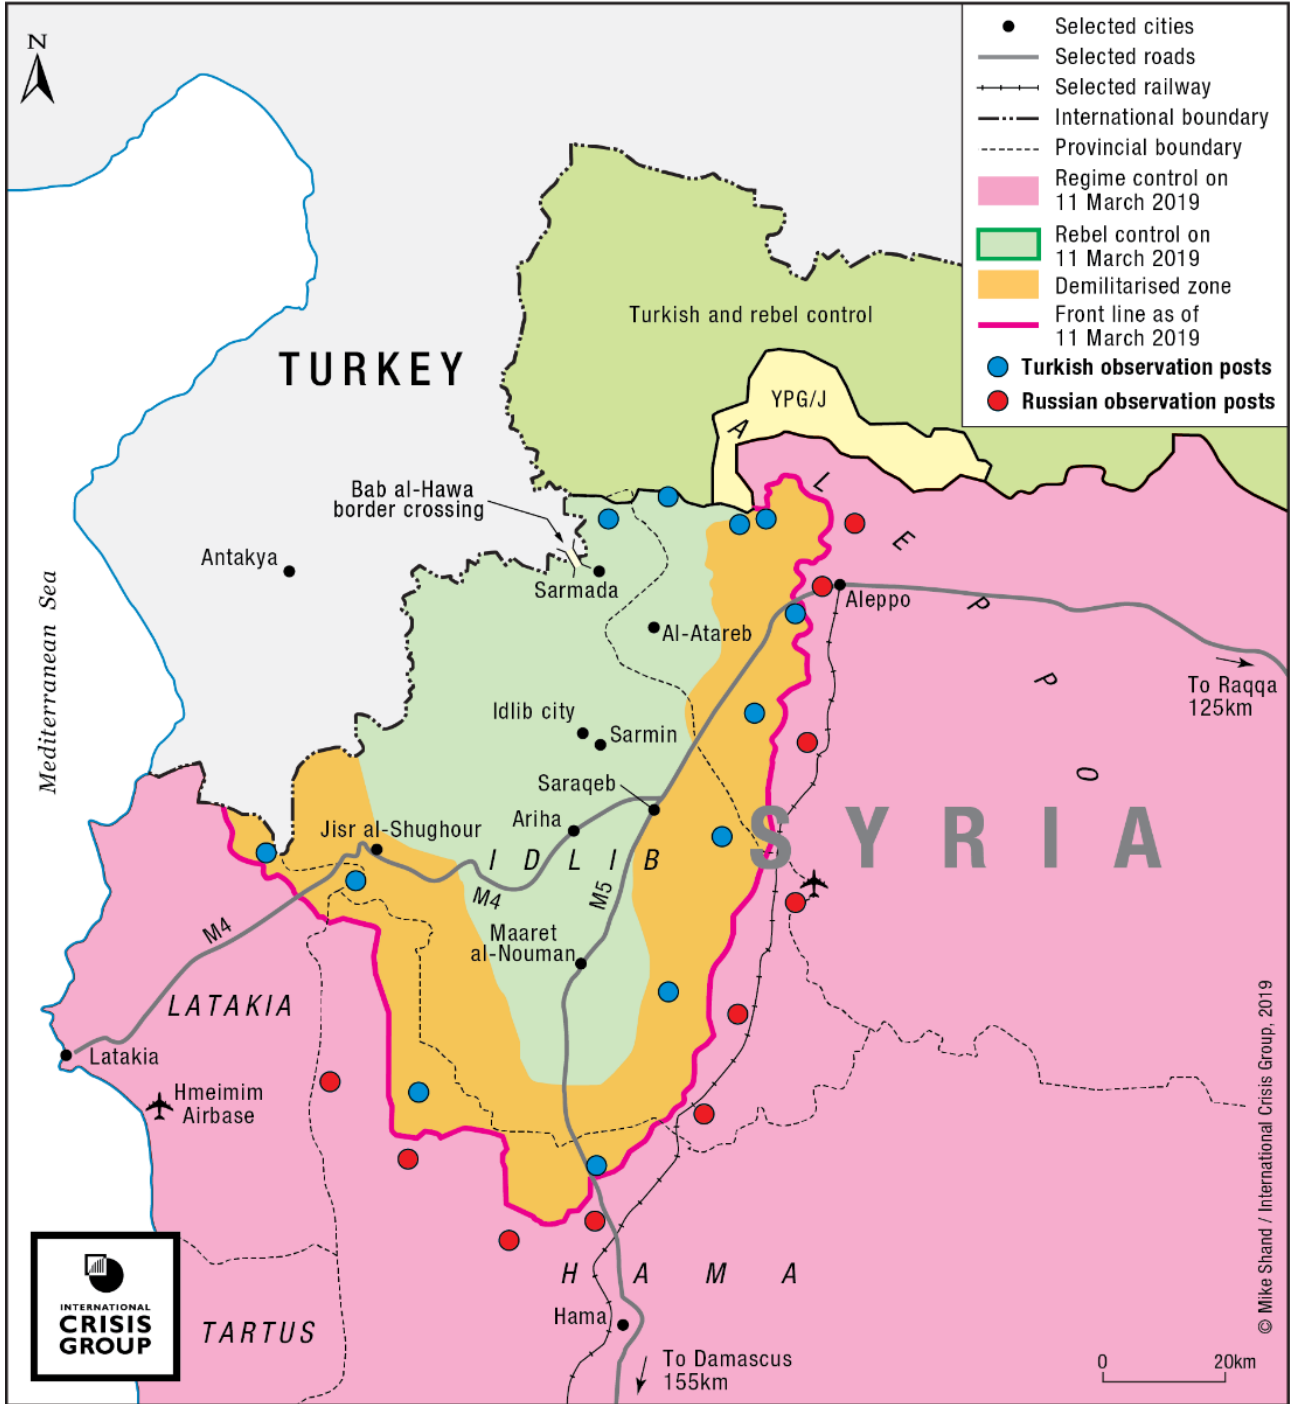 N
Selected cities
Selected roads
Selected railway
International boundary
Provincial boundary
Regime control on
11 March 2019
Rebel control on
11 March 2019
Demilitarised zone
Front line as of
11 March 2019
Turkish observation posts
Russian observation posts
Turkish and rebel control
TURKEY
YPG/J
Bab al-Hawa
border crossing
Antakya
Sarmada
Aleppo
Al-Atareb
ALEPPO
To Raqqa
125km
Mediterranean Sea
Idlib city
Sarmin
Saraqeb
Ariha
Jisr al-Shughour
SYRIA
IDLIB
M4
M5
M4
Maaret
al-Nouman
LATAKIA
Latakia
Hmeimim
Airbase
HAMA
Hama
TARTUS
To Damascus
155km
0 20km
INTERNATIONAL
CRISIS
GROUP
© Mike Shand / International Crisis Group, 2019